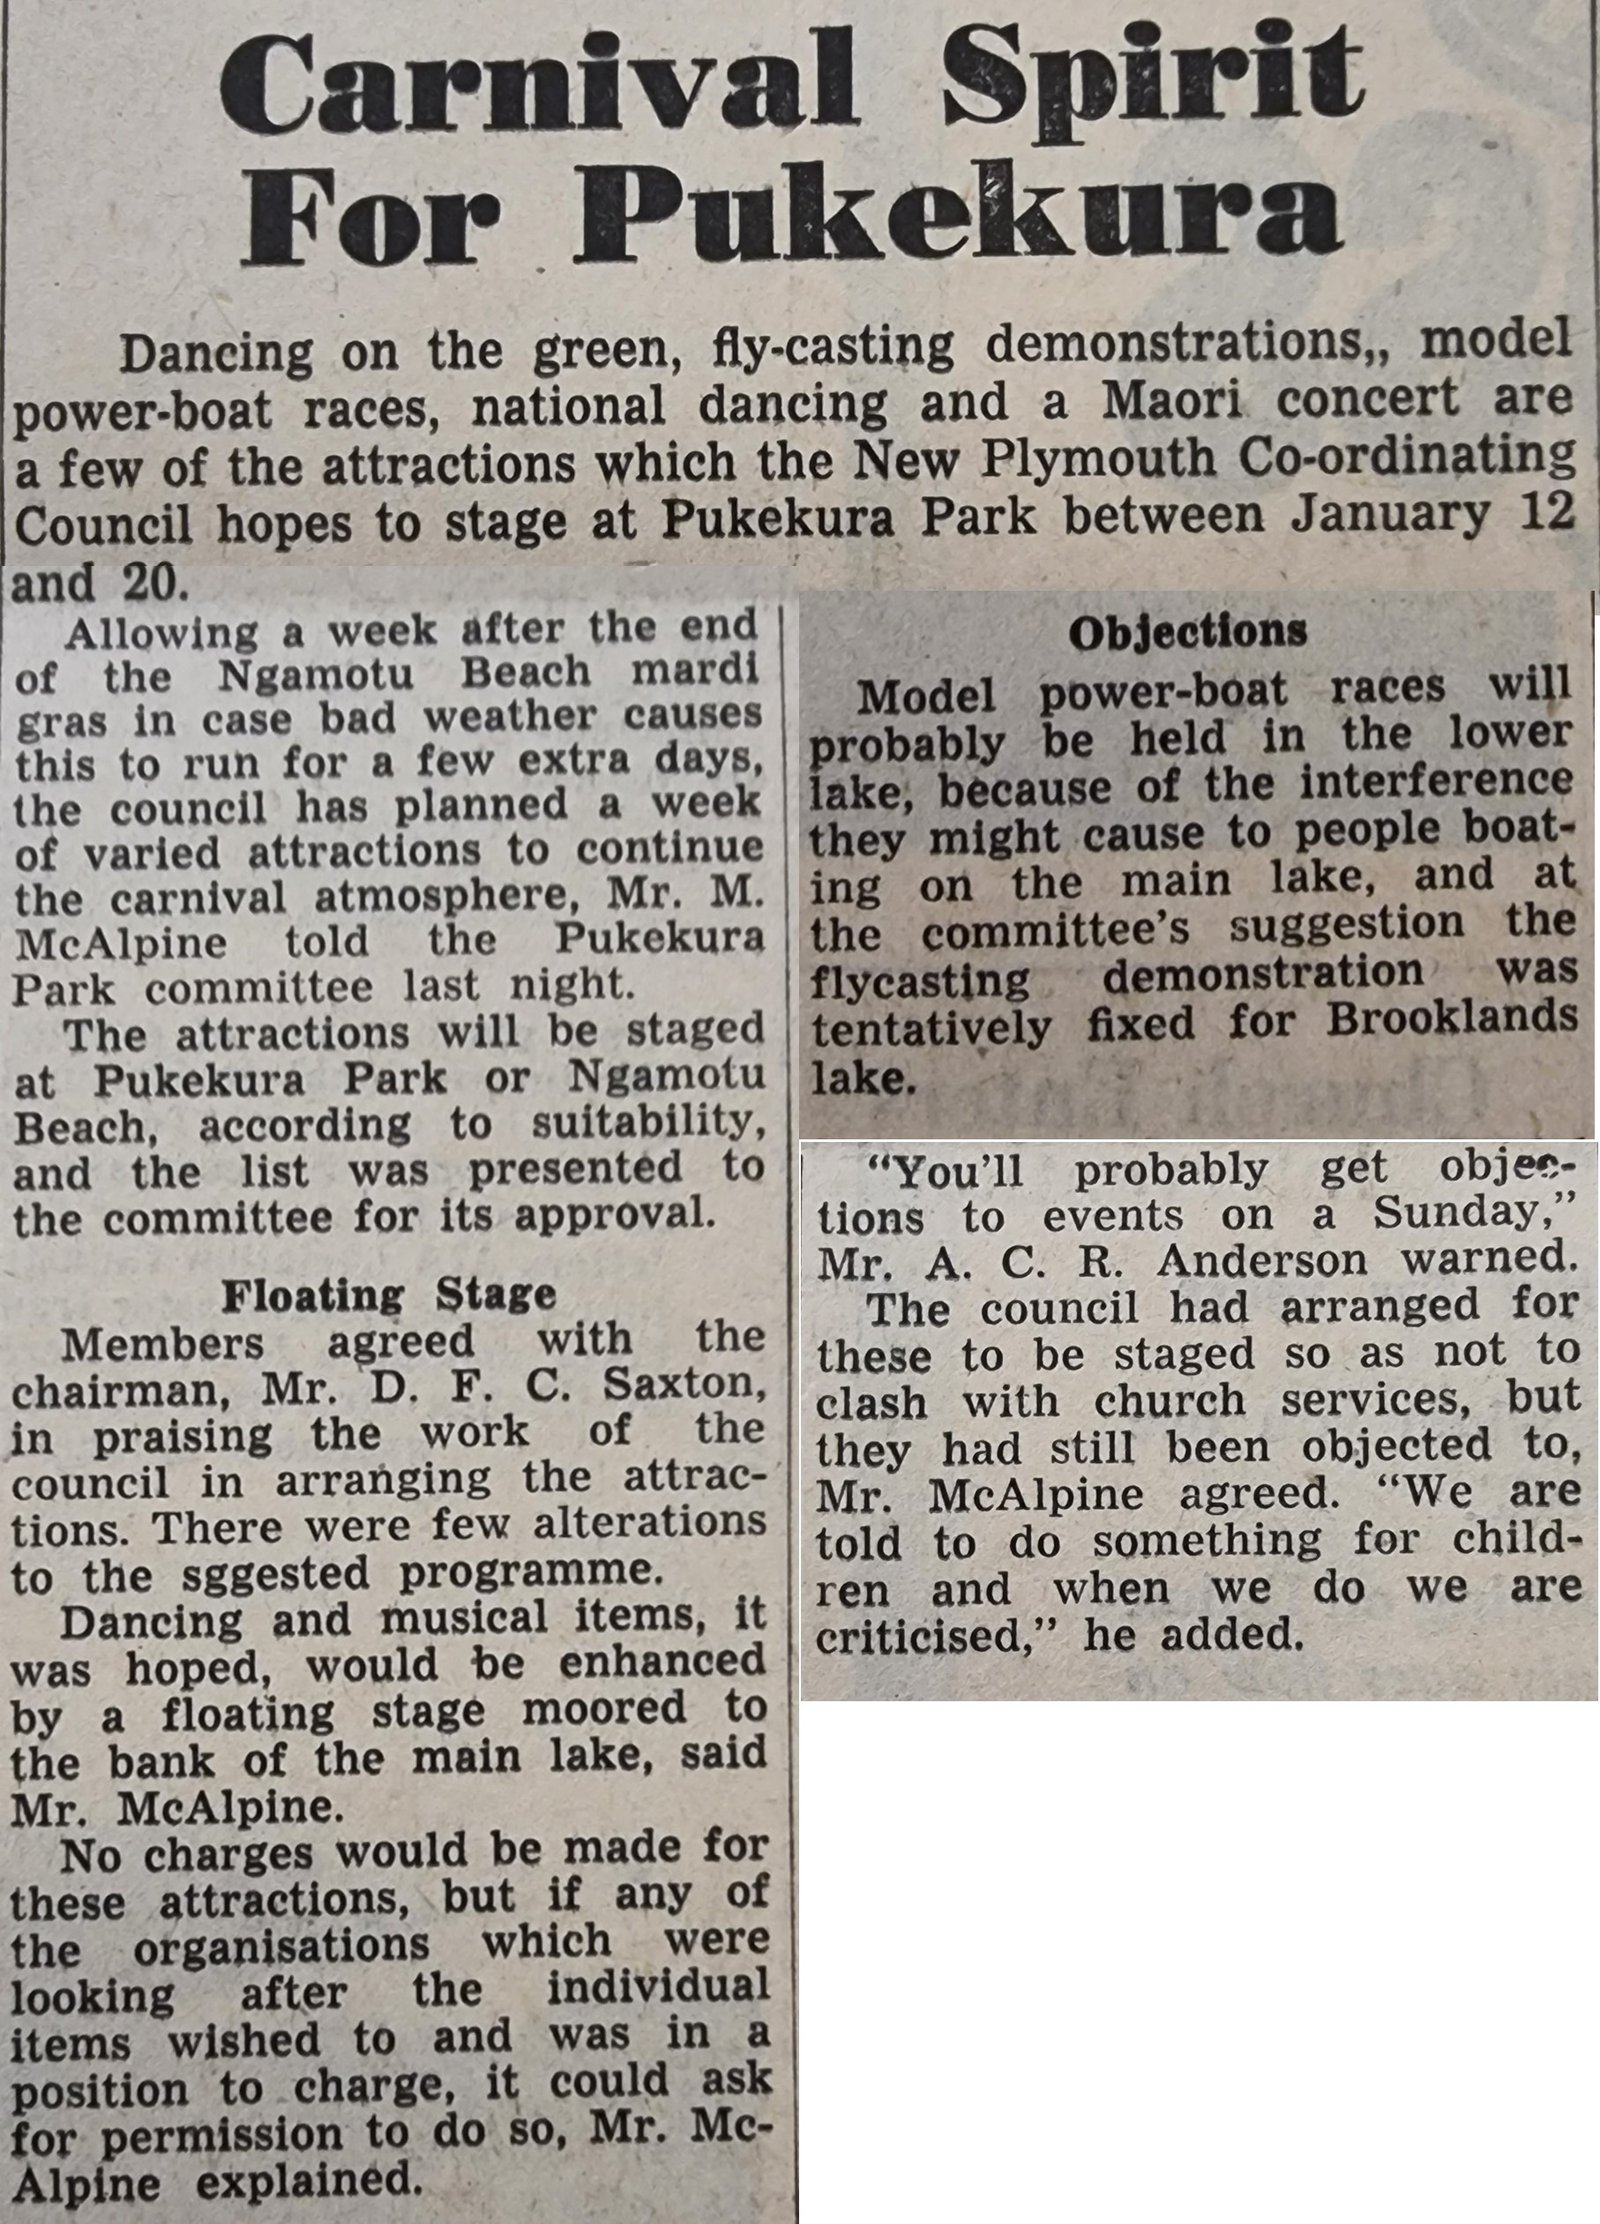 Carnival Spirit
For Pukekura
Dancing on the green, fly-casting demonstrations,, model
power-boat races, national dancing and a Maori concert are
a few of the attractions which the New Plymouth Co-ordinating
Council hopes to stage at Pukekura Park between January 12
and 20.
Allowing a week after the end
of the Ngamotu Beach mardi
gras in case bad weather causes
this to run for a few extra days,
the council has planned a week
of varied attractions to continue
the carnival atmosphere, Mr. M.
McAlpine told the Pukekura
Park committee last night.
The attractions will be staged
at Pukekura Park or Ngamotu
Beach, according to suitability,
and the list was presented to
the committee for its approval.
Floating Stage
Members agreed with the
chairman, Mr. D. F. C. Saxton,
in praising the work of the
council in arranging the attrac-
tions. There were few alterations
to the sggested programme.
Dancing and musical items, it
was hoped, would be enhanced
by a floating stage moored to
the bank of the main lake, said
Mr. McAlpine.
No charges would be made for
these attractions, but if any of
the organisations which were
looking after the individual
items wished to and was in a
position to charge, it could ask
for permission to do so, Mr. Mc-
Alpine explained.
Objections
Model power-boat races will
probably be held in the lower
lake, because of the interference
they might cause to people boat-
ing on the main lake, and at
the committee's suggestion the
flycasting demonstration was
tentatively fixed for Brooklands
lake.
"You'll probably get objec-
tions to events on a Sunday,"
Mr. A. C. R. Anderson warned.
The council had arranged for
these to be staged so as not to
clash with church services, but
they had still been objected to,
Mr. McAlpine agreed. "We are
told to do something for child-
ren and when we do we are
criticised," he added.